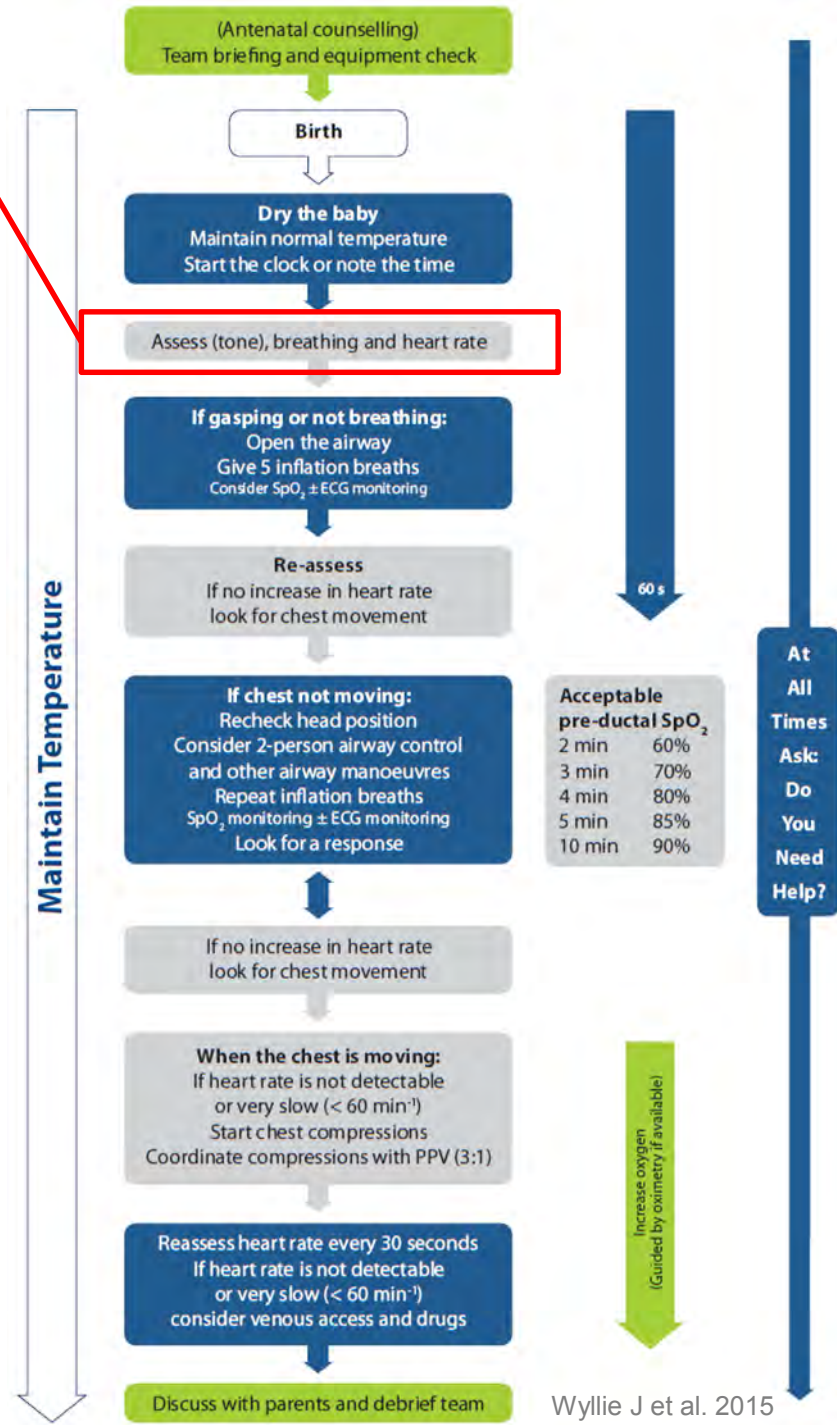 (Antenatal counselling)
Team briefing and equipment check
Birth
Dry the baby
Maintain normal temperature
Start the clock or note the time
Assess (tone), breathing and heart rate
If gasping or not breathing:
Open the airway
Give 5 inflation breaths
Consider SpO₂ ± ECG monitoring
Re-assess
If no increase in heart rate
look for chest movement
If chest not moving:
Recheck head position
Consider 2-person airway control
and other airway manoeuvres
Repeat inflation breaths
SpO₂ monitoring ± ECG monitoring
Look for a response
If no increase in heart rate
look for chest movement
When the chest is moving:
If heart rate is not detectable
or very slow (< 60 min⁻¹)
Start chest compressions
Coordinate compressions with PPV (3:1)
Reassess heart rate every 30 seconds
If heart rate is not detectable
or very slow (< 60 min⁻¹)
consider venous access and drugs
Discuss with parents and debrief team
Maintain Temperature
60 s
Acceptable
pre-ductal SpO₂
2 min 60%
3 min 70%
4 min 80%
5 min 85%
10 min 90%
Increase oxygen
(Guided by oximetry if available)
At
All
Times
Ask:
Do
You
Need
Help?
Wyllie J et al. 2015